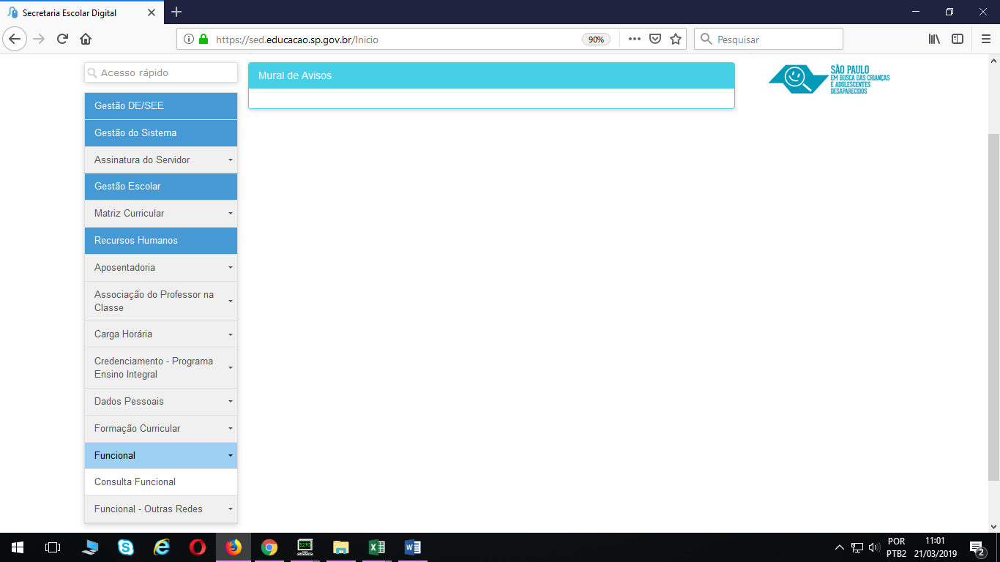 Secretaria Escolar Digital
https://sed.educacao.sp.gov.br/Inicio
90%
Pesquisar
Acesso rápido
Gestão DE/SEE
Gestão do Sistema
Assinatura do Servidor
Gestão Escolar
Matriz Curricular
Recursos Humanos
Aposentadoria
Associação do Professor na
Classe
Carga Horária
Credenciamento - Programa
Ensino Integral
Dados Pessoais
Formação Curricular
Funcional
Consulta Funcional
Funcional - Outras Redes
Mural de Avisos
SÃO PAULO
EM BUSCA DAS CRIANÇAS
E ADOLESCENTES
DESAPARECIDOS
3270
POR
PTB2
11:01
21/03/2019
2